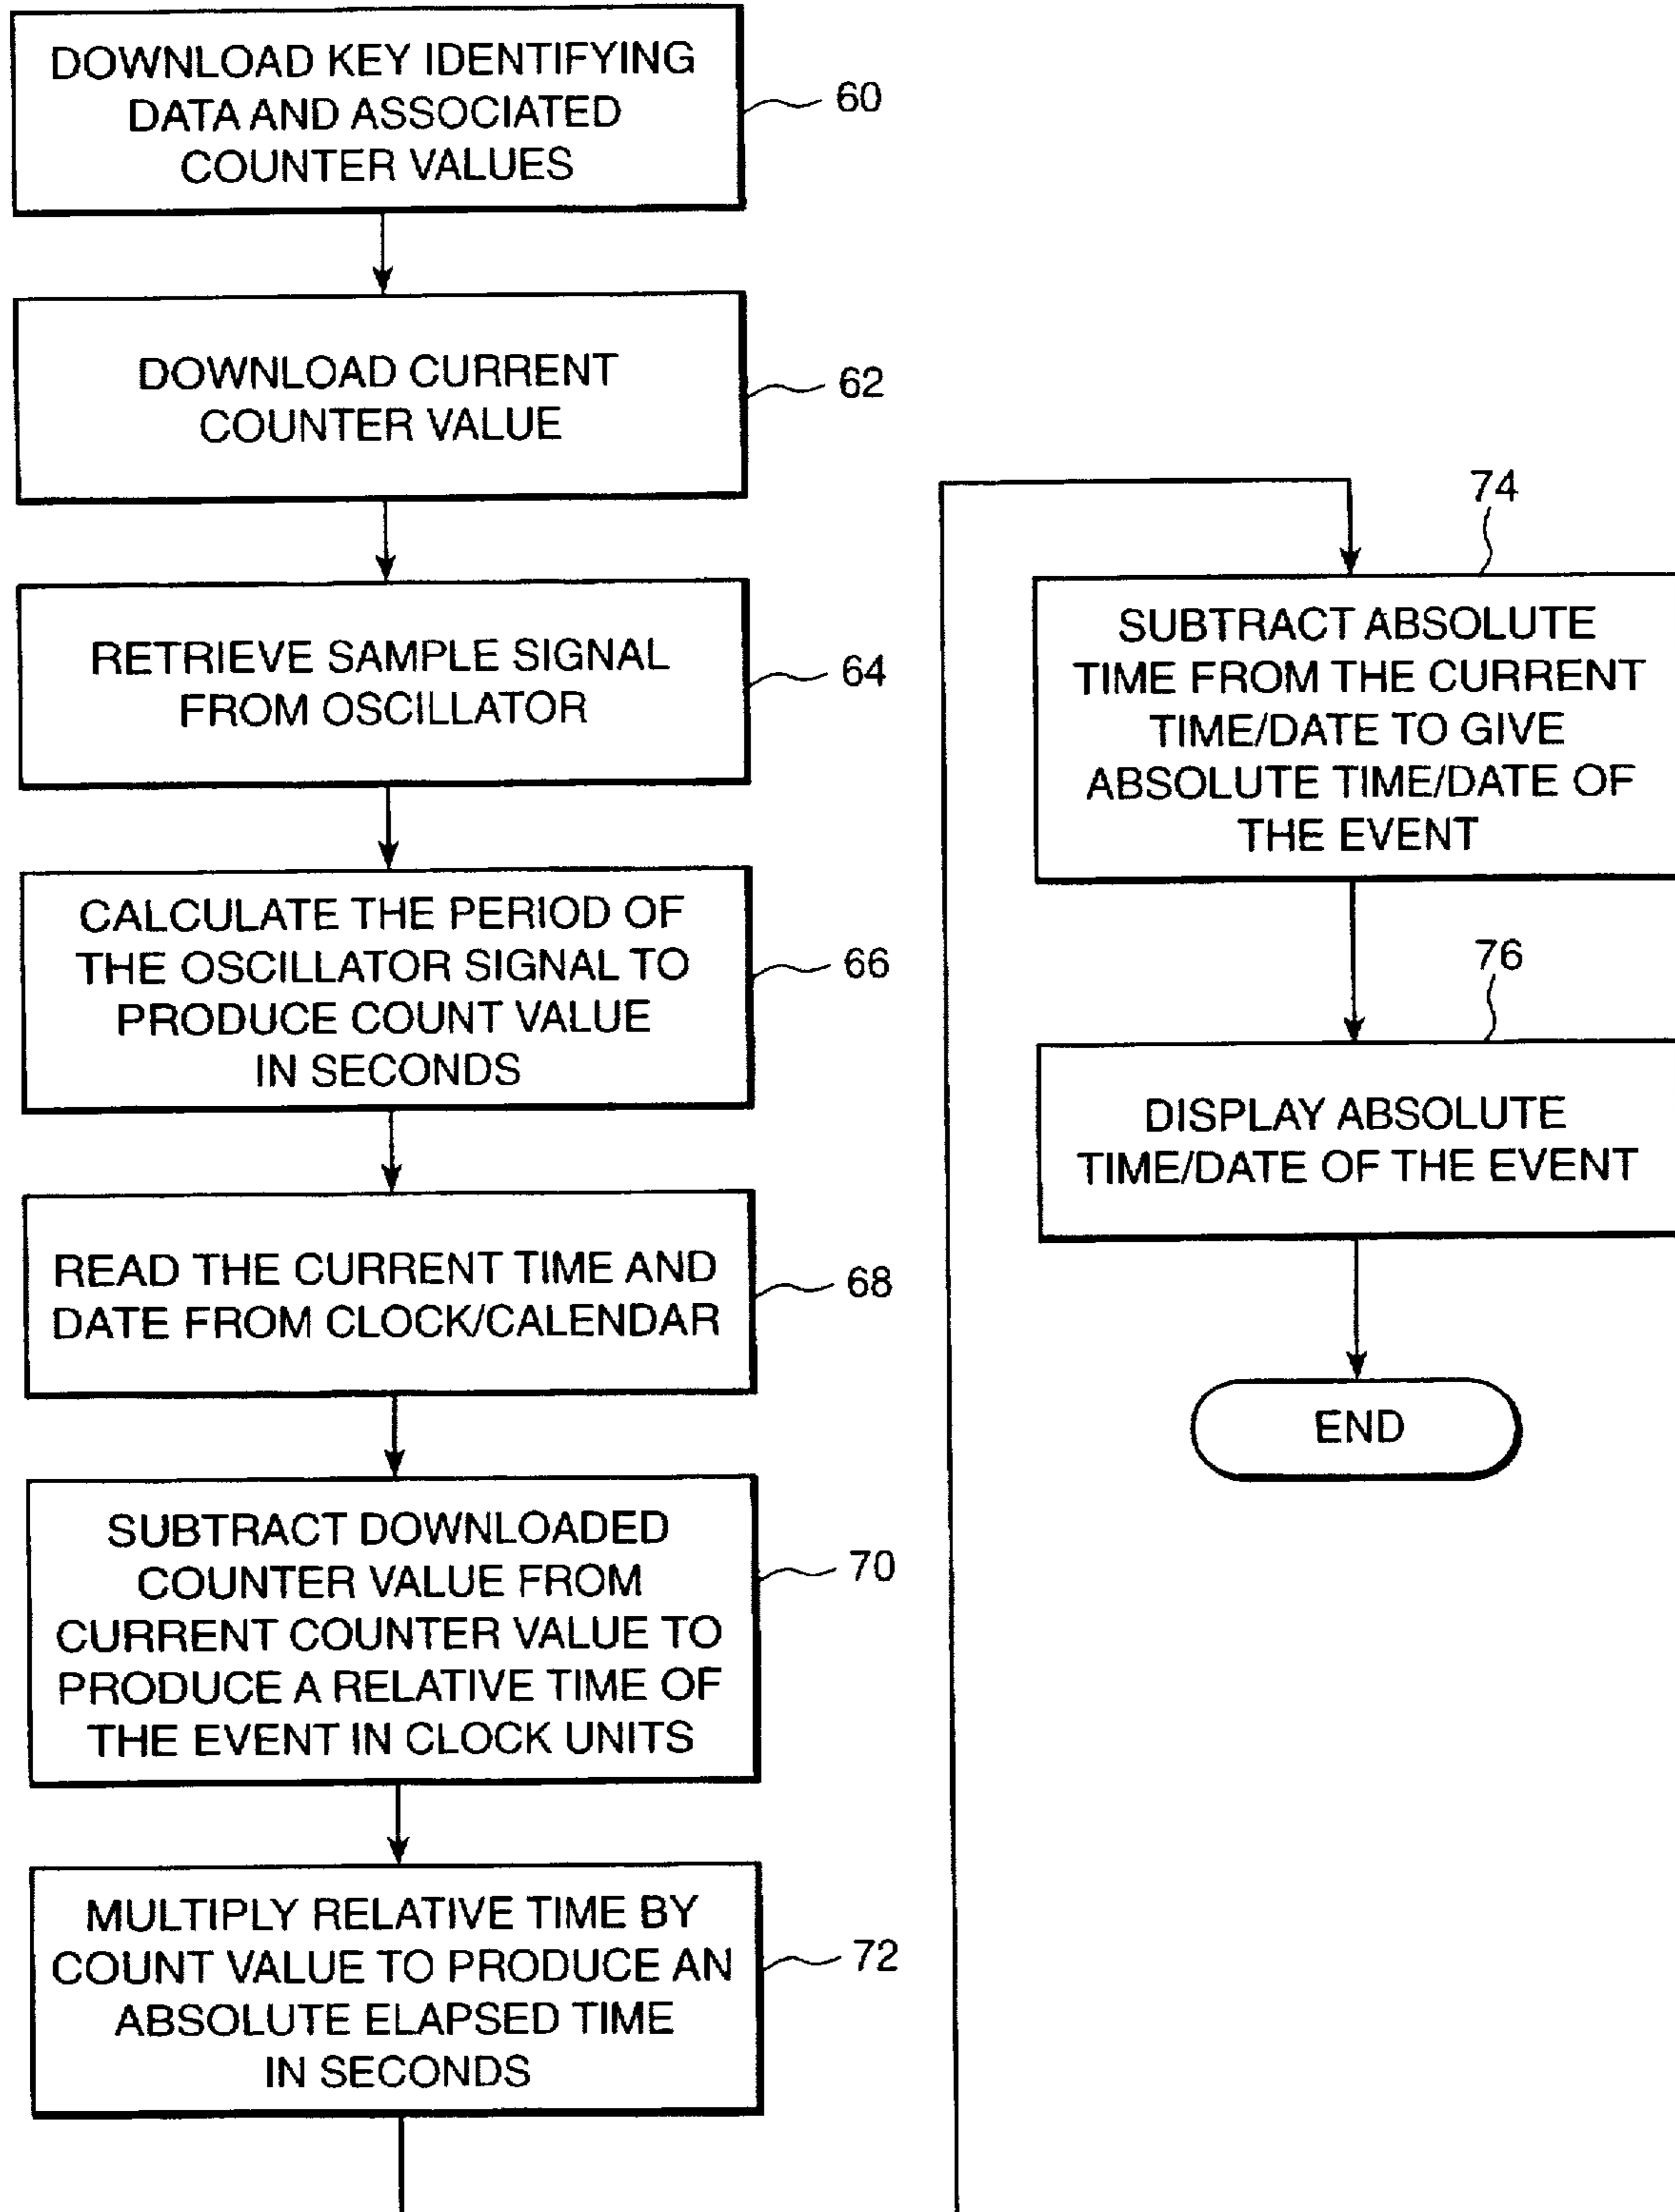 DOWNLOAD KEY IDENTIFYING
DATA AND ASSOCIATED
COUNTER VALUES
60
DOWNLOAD CURRENT
COUNTER VALUE
62
RETRIEVE SAMPLE SIGNAL
FROM OSCILLATOR
64
CALCULATE THE PERIOD OF
THE OSCILLATOR SIGNAL TO
PRODUCE COUNT VALUE
IN SECONDS
66
READ THE CURRENT TIME AND
DATE FROM CLOCK/CALENDAR
68
SUBTRACT DOWNLOADED
COUNTER VALUE FROM
CURRENT COUNTER VALUE TO
PRODUCE A RELATIVE TIME OF
THE EVENT IN CLOCK UNITS
70
MULTIPLY RELATIVE TIME BY
COUNT VALUE TO PRODUCE AN
ABSOLUTE ELAPSED TIME
IN SECONDS
72
74
SUBTRACT ABSOLUTE
TIME FROM THE CURRENT
TIME/DATE TO GIVE
ABSOLUTE TIME/DATE OF
THE EVENT
76
DISPLAY ABSOLUTE
TIME/DATE OF THE EVENT
END